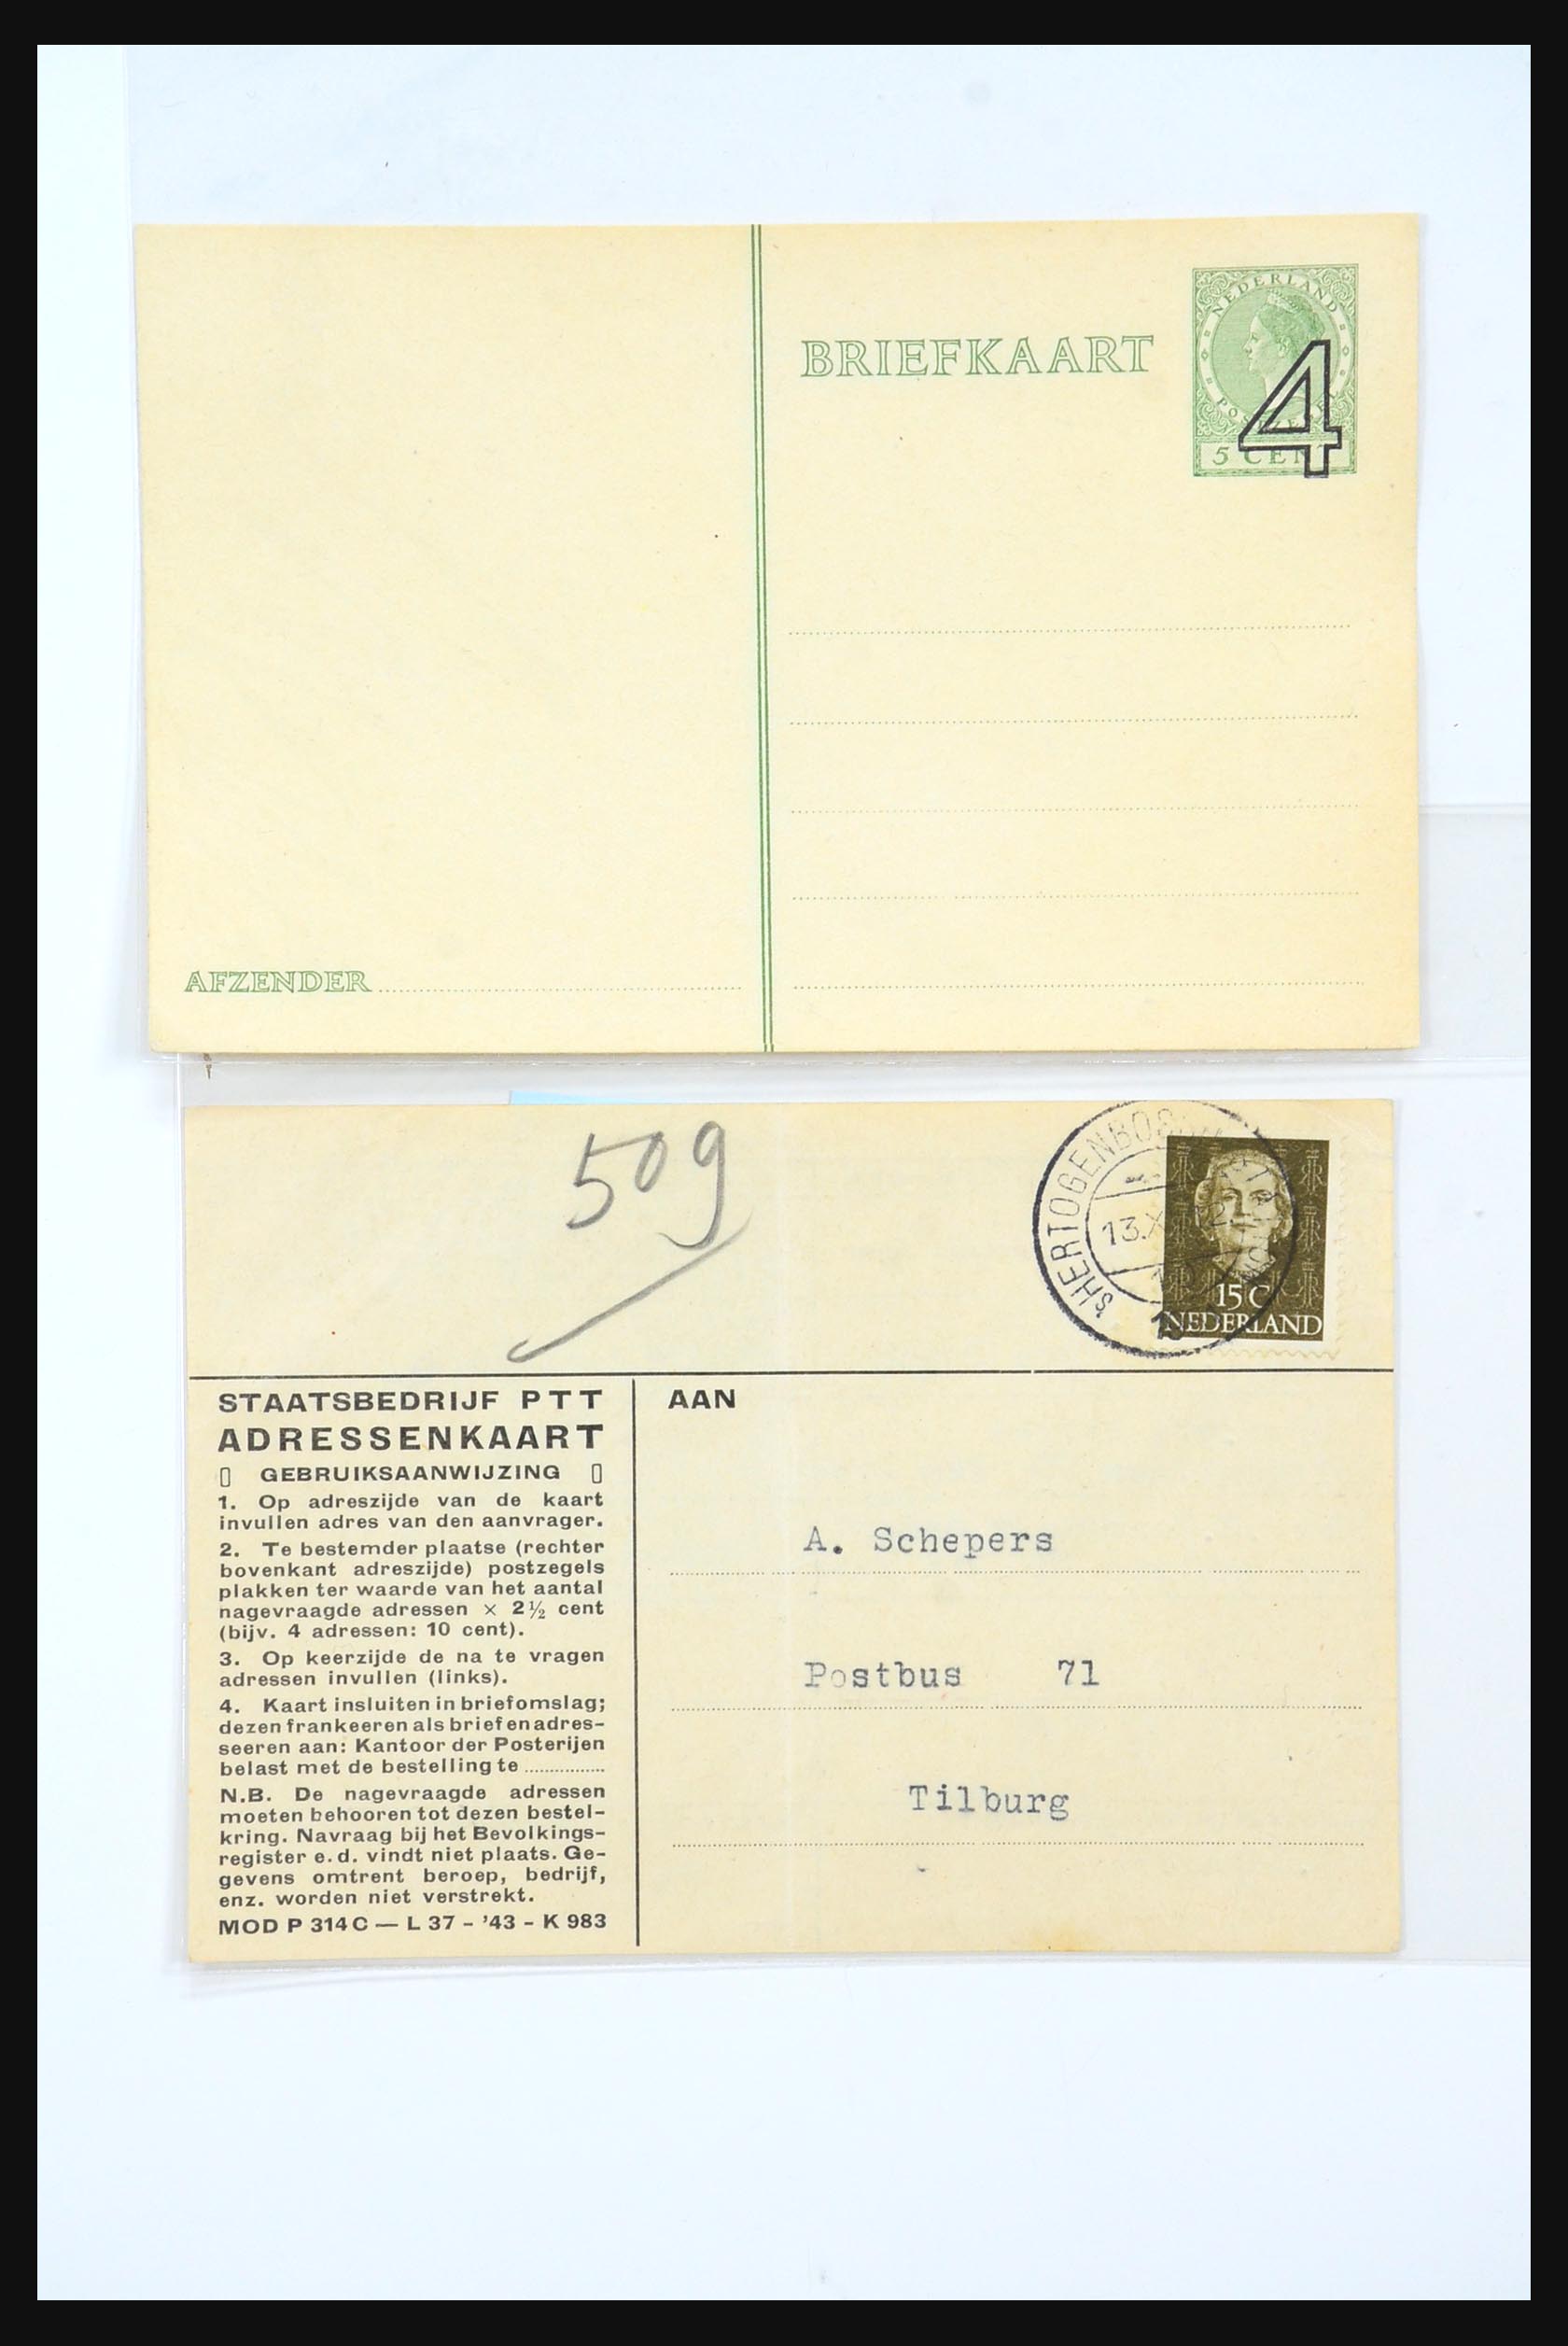 BRIEFKAART
NEDERLAND
4
5 CENT
AFZENDER
509
'sHERTOGENBOSCH
13.X
15 C
NEDERLAND
STAATSBEDRIJF PTT
ADRESSENKAART
GEBRUIKSAANWIJZING
1. Op adreszijde van de kaart
invullen adres van den aanvrager.
2. Te bestemder plaatse (rechter
bovenkant adreszijde) postzegels
plakken ter waarde van het aantal
nagevraagde adressen × 2½ cent
(bijv. 4 adressen: 10 cent).
3. Op keerzijde de na te vragen
adressen invullen (links).
4. Kaart insluiten in briefomslag;
dezen frankeeren als brief en adres-
seeren aan: Kantoor der Posterijen
belast met de bestelling te ................
N.B. De nagevraagde adressen
moeten behooren tot dezen bestel-
kring. Navraag bij het Bevolkings-
register e.d. vindt niet plaats. Ge-
gevens omtrent beroep, bedrijf,
enz. worden niet verstrekt.
MOD P 314C — L 37 - '43 - K 983
AAN
A. Schepers
Postbus 71
Tilburg